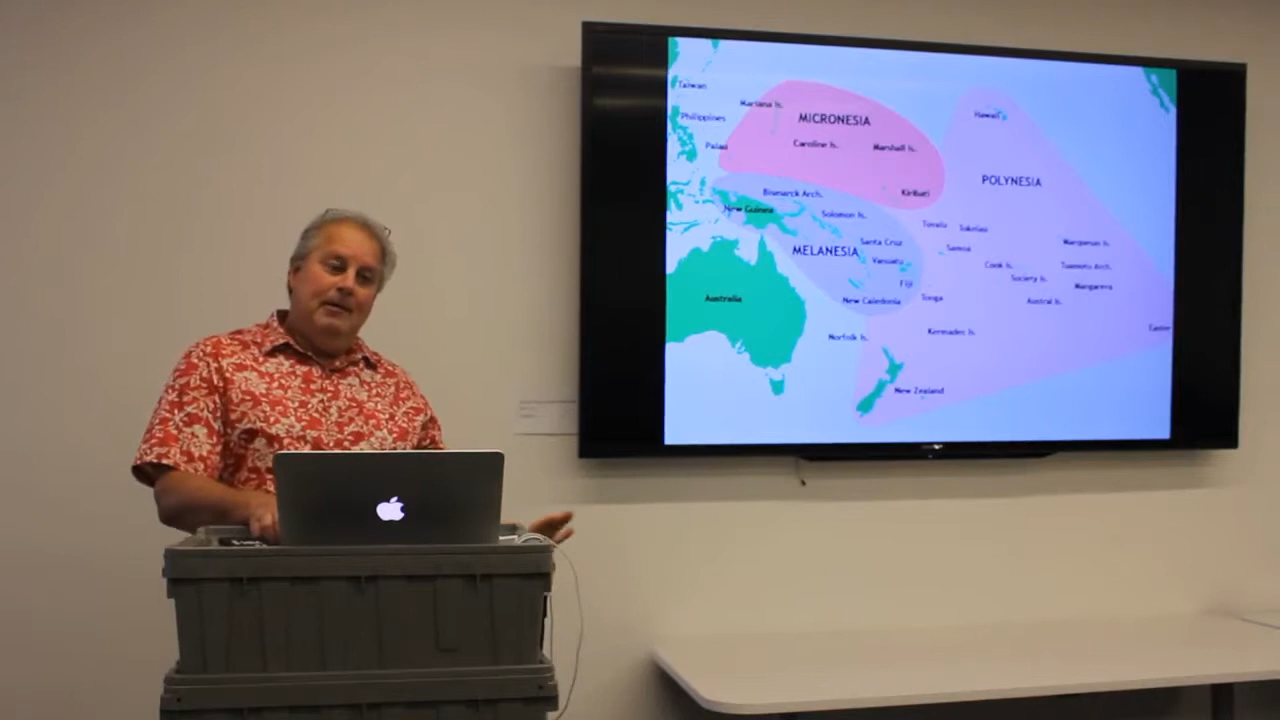 Taiwan
Mariana Is.
Hawaii
Philippines
MICRONESIA
Palau
Caroline Is.
Marshall Is.
POLYNESIA
Bismarck Arch.
Kiribati
New Guinea
Solomon Is.
Tuvalu
Tokelau
Santa Cruz
Marquesas Is.
MELANESIA
Samoa
Vanuatu
Cook Is.
Tuamotu Arch.
Society Is.
Fiji
Mangareva
Australia
New Caledonia
Tonga
Austral Is.
Norfolk Is.
Kermadec Is.
Easter
New Zealand